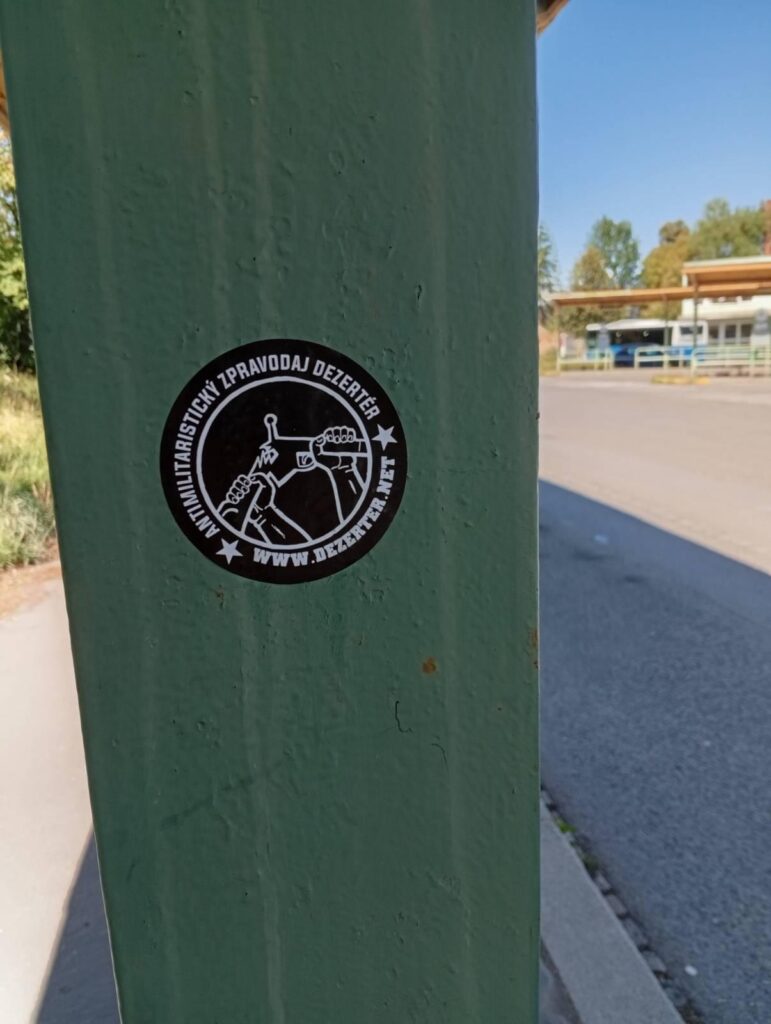 ANTIMILITARISTICKÝ ZPRAVODAJ DEZERTÉR
WWW.DEZERTER.NET